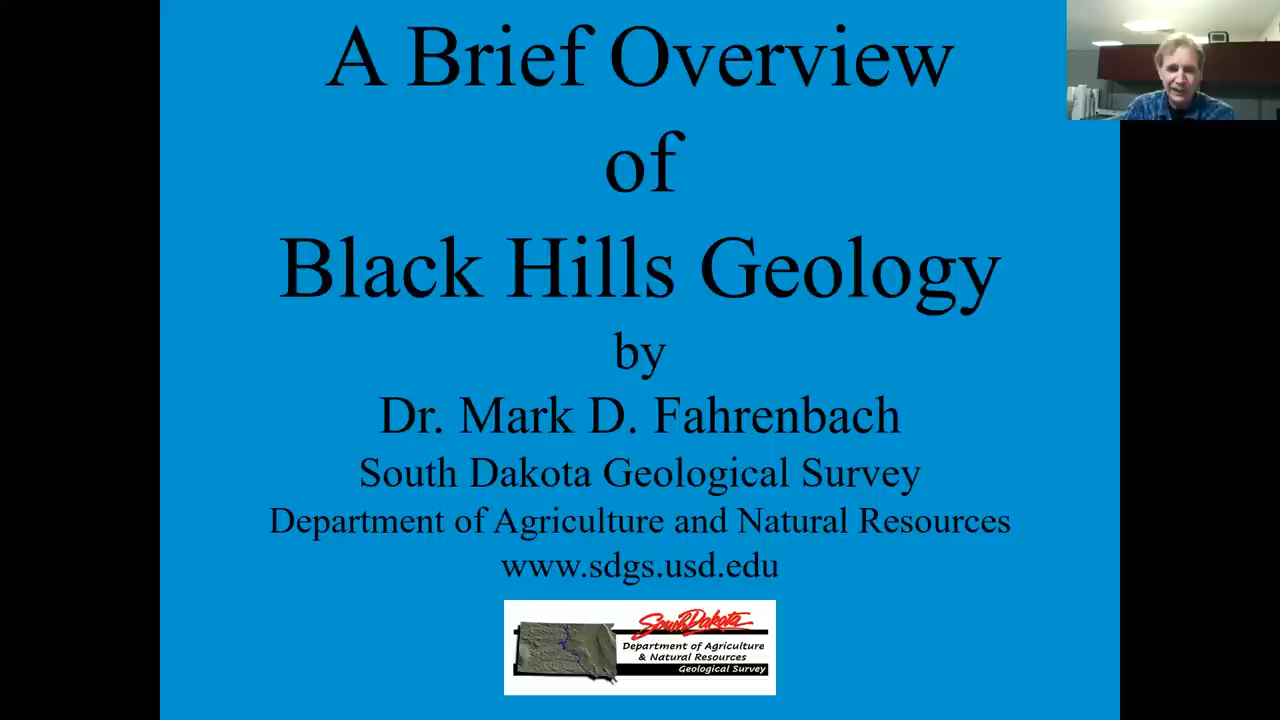 A Brief Overview
of
Black Hills Geology
by
Dr. Mark D. Fahrenbach
South Dakota Geological Survey
Department of Agriculture and Natural Resources
www.sdgs.usd.edu
South Dakota
Department of Agriculture
& Natural Resources
Geological Survey